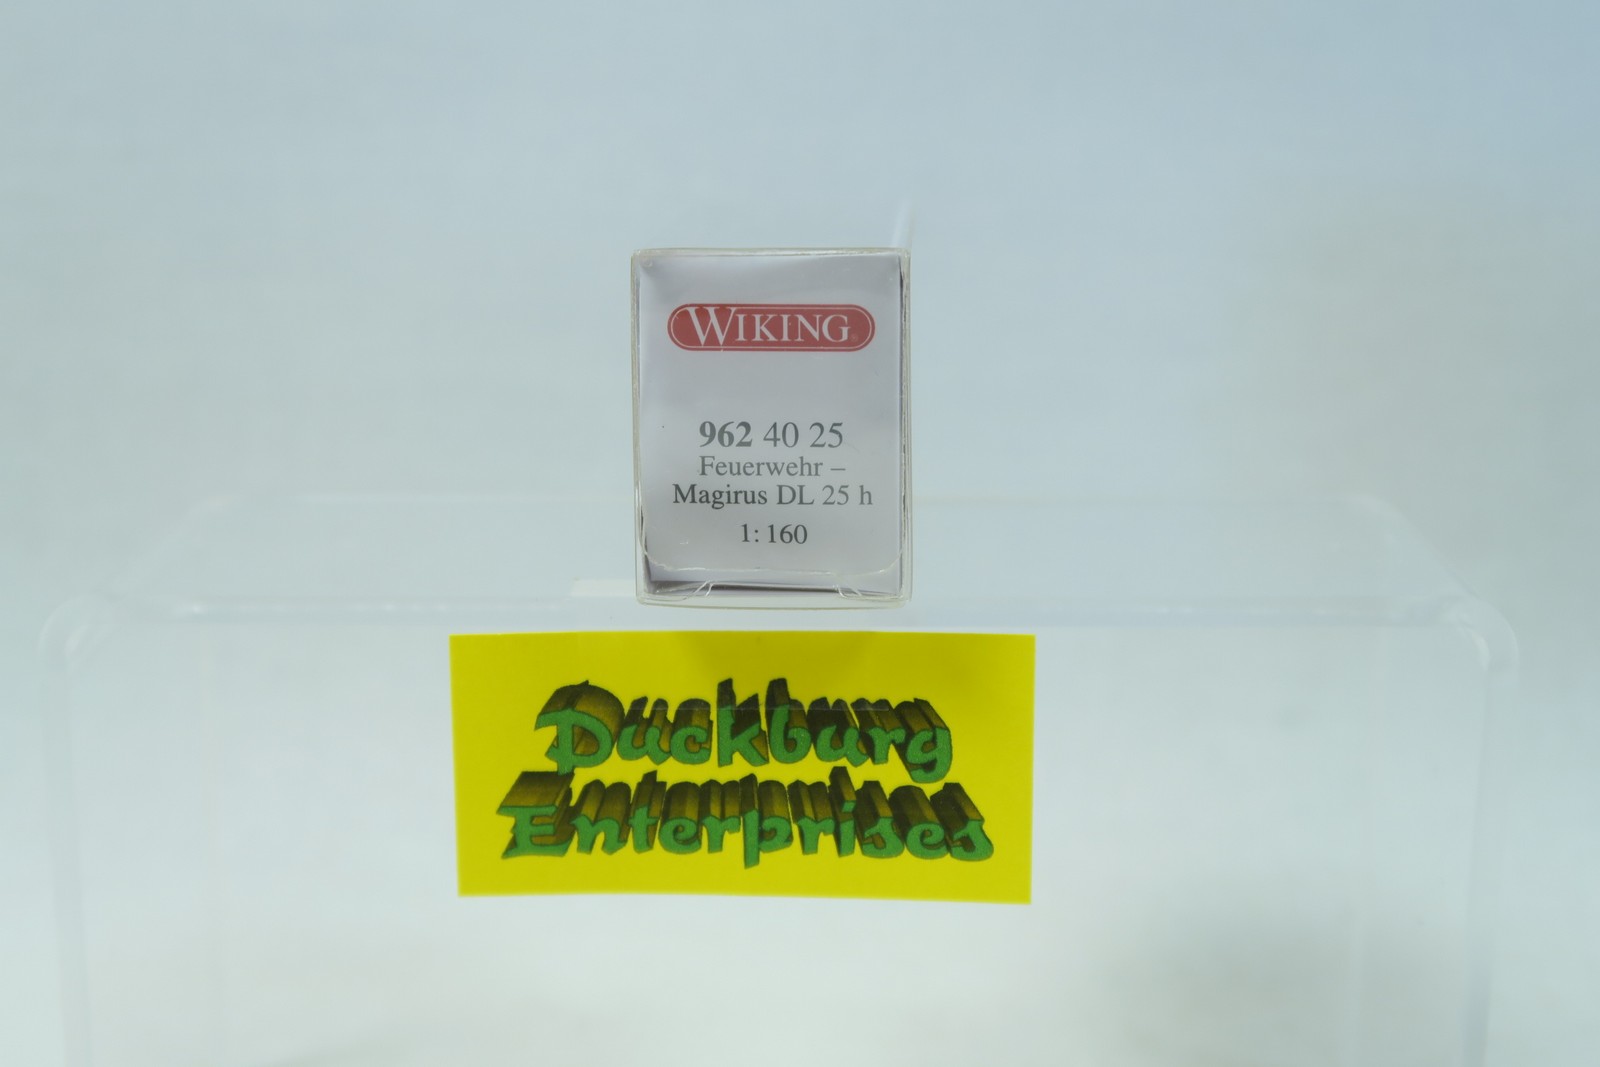 WIKING
962 40 25
Feuerwehr –
Magirus DL 25 h
1:160
Duckburg
Enterprises